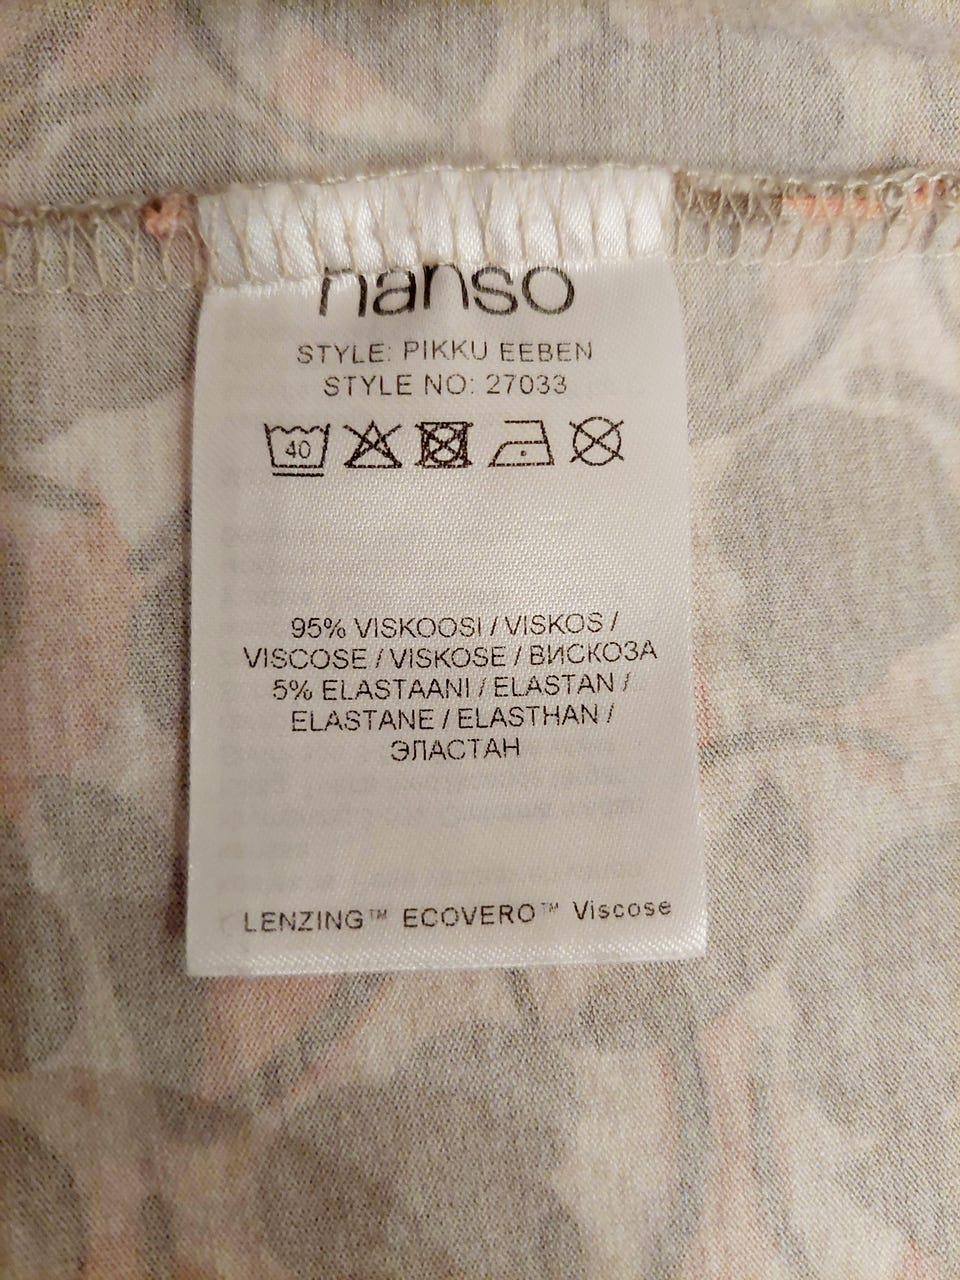 nanso
STYLE: PIKKU EEBEN
STYLE NO: 27033
40
95% VISKOOSI / VISKOS /
VISCOSE / VISKOSE / ВИСКОЗА
5% ELASTAANI / ELASTAN /
ELASTANE / ELASTHAN /
ЭЛАСТАН
LENZING™ ECOVERO™ Viscose